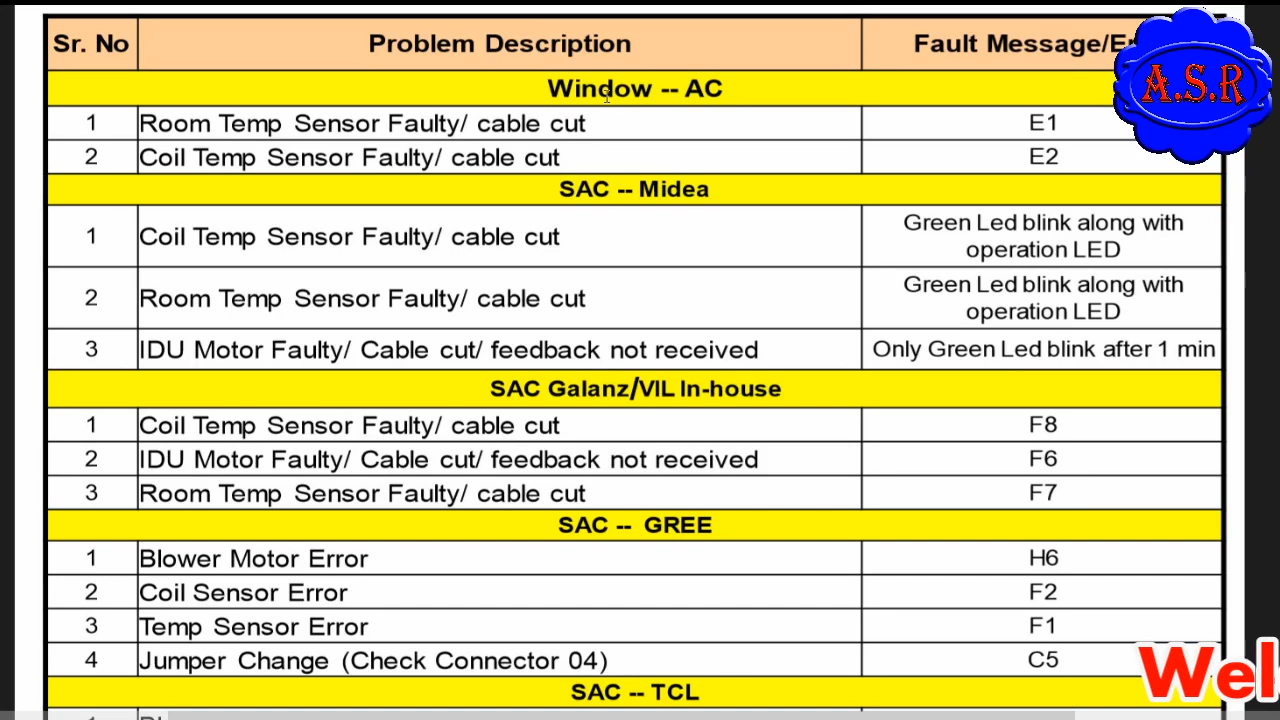 Sr. No Problem Description Fault Message/
A.S.R
Window -- AC
1 Room Temp Sensor Faulty/ cable cut E1
2 Coil Temp Sensor Faulty/ cable cut E2
SAC -- Midea
1 Coil Temp Sensor Faulty/ cable cut Green Led blink along with
operation LED
2 Room Temp Sensor Faulty/ cable cut Green Led blink along with
operation LED
3 IDU Motor Faulty/ Cable cut/ feedback not received Only Green Led blink after 1 min
SAC Galanz/VIL In-house
1 Coil Temp Sensor Faulty/ cable cut F8
2 IDU Motor Faulty/ Cable cut/ feedback not received F6
3 Room Temp Sensor Faulty/ cable cut F7
SAC -- GREE
1 Blower Motor Error H6
2 Coil Sensor Error F2
3 Temp Sensor Error F1
4 Jumper Change (Check Connector 04) C5
Wel
SAC -- TCL